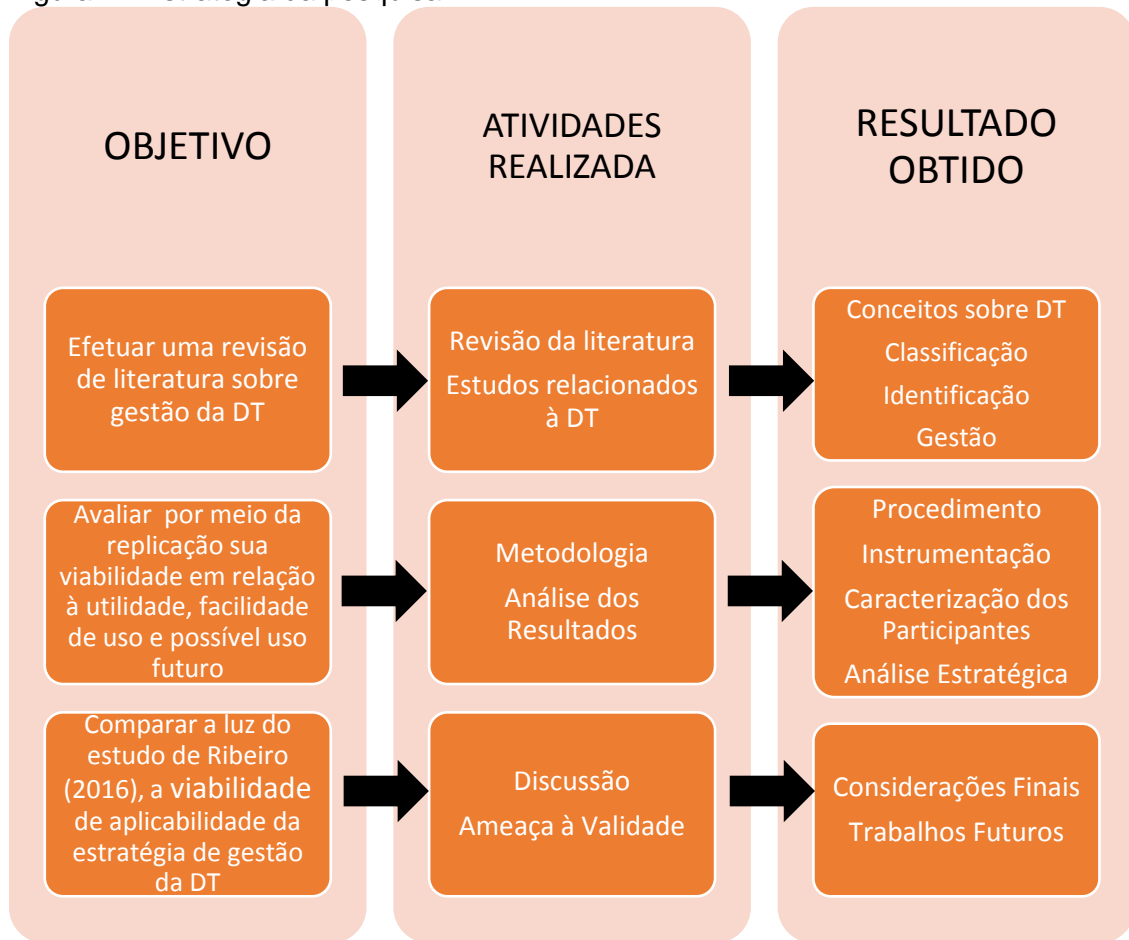 OBJETIVO
ATIVIDADES
REALIZADA
RESULTADO
OBTIDO
Efetuar uma revisão
de literatura sobre
gestão da DT
Revisão da literatura
Estudos relacionados
à DT
Conceitos sobre DT
Classificação
Identificação
Gestão
Avaliar por meio da
replicação sua
viabilidade em relação
à utilidade, facilidade
de uso e possível uso
futuro
Metodologia
Análise dos
Resultados
Procedimento
Instrumentação
Caracterização dos
Participantes
Análise Estratégica
Comparar a luz do
estudo de Ribeiro
(2016), a viabilidade
de aplicabilidade da
estratégia de gestão
da DT
Discussão
Ameaça à Validade
Considerações Finais
Trabalhos Futuros